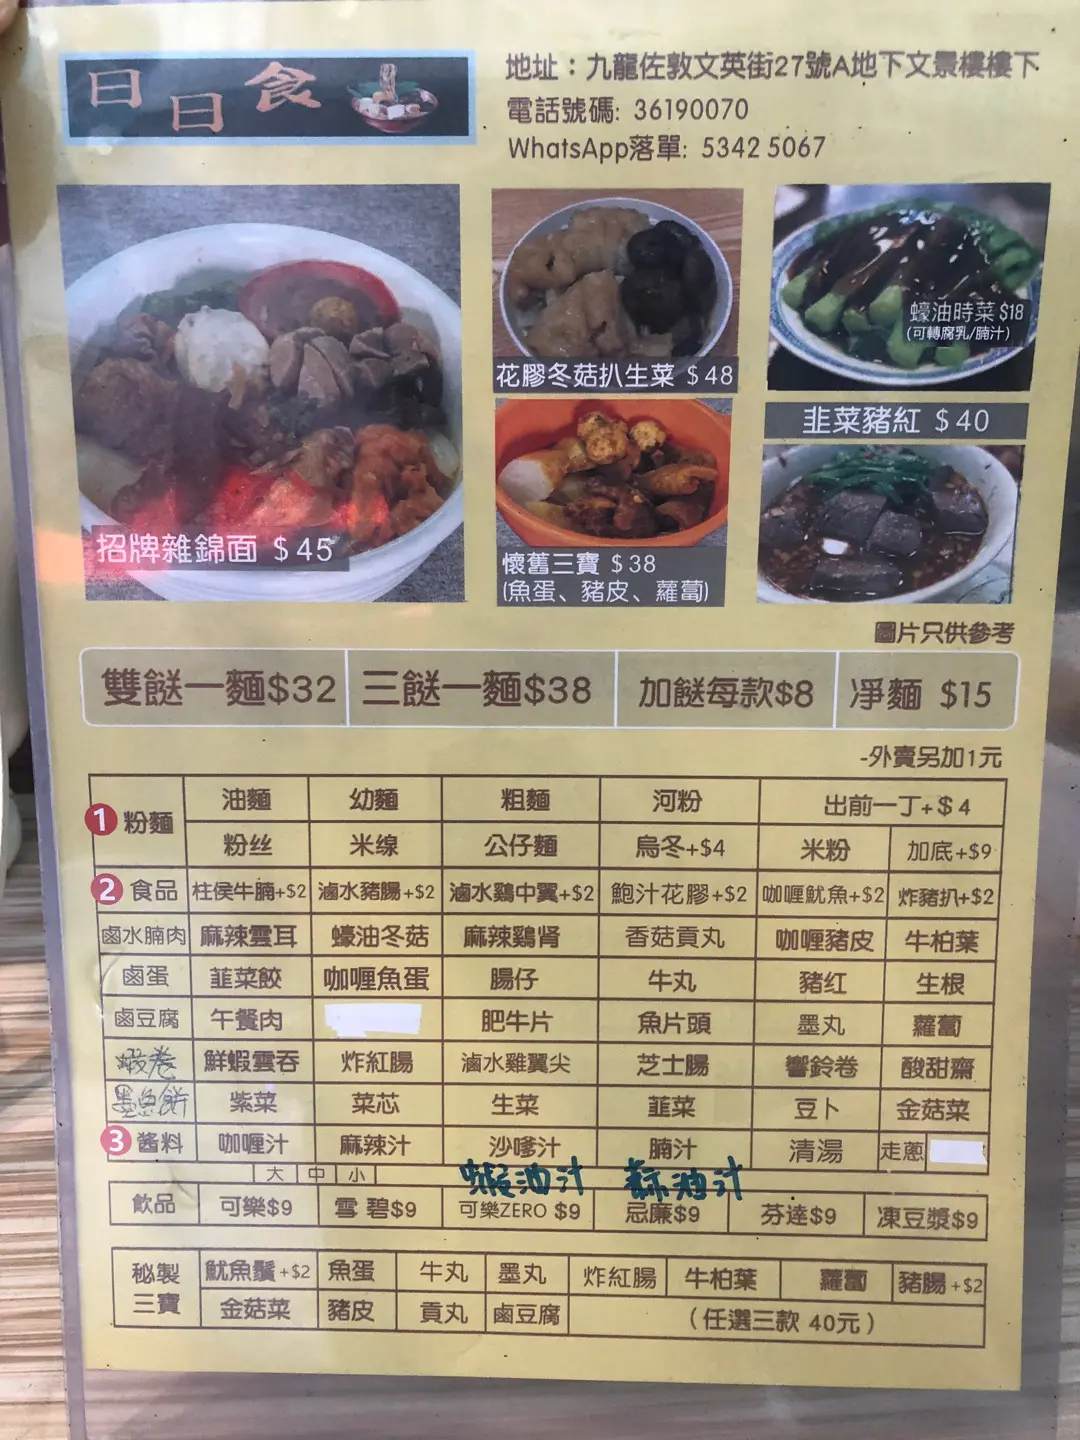 日日食
地址：九龍佐敦文英街27號A地下文景樓樓下
電話號碼: 36190070
WhatsApp落單: 5342 5067
招牌雜錦面 $45
花膠冬菇扒生菜 $48
蠔油時菜 $18
(可轉腐乳/腩汁)
懷舊三寶 $38
(魚蛋、豬皮、蘿蔔)
韭菜豬紅 $40
圖片只供參考
雙餸一麵$32 三餸一麵$38 加餸每款$8 凈麵 $15
-外賣另加1元
1 粉麵 油麵 幼麵 粗麵 河粉 出前一丁+$4
粉丝 米線 公仔麵 烏冬+$4 米粉 加底+$9
2 食品 柱侯牛腩+$2 滷水豬腸+$2 滷水鷄中翼+$2 鮑汁花膠+$2 咖喱魷魚+$2 炸豬扒+$2
鹵水腩肉 麻辣雲耳 蠔油冬菇 麻辣鷄肾 香菇貢丸 咖喱豬皮 牛柏葉
鹵蛋 韮菜餃 咖喱魚蛋 腸仔 牛丸 豬红 生根
鹵豆腐 午餐肉 肥牛片 魚片頭 墨丸 蘿蔔
蝦卷 鮮蝦雲吞 炸紅腸 滷水雞翼尖 芝士腸 響鈴卷 酸甜齋
墨魚餅 紫菜 菜芯 生菜 韮菜 豆卜 金菇菜
3 醬料 咖喱汁 麻辣汁 沙嗲汁 腩汁 清湯 走蔥
大 中 小 蝦油汁 蒜油汁
飲品 可樂$9 雪碧$9 可樂ZERO $9 忌廉$9 芬達$9 凍豆漿$9
秘製三寶 魷魚鬚+$2 魚蛋 牛丸 墨丸 炸紅腸 牛柏葉 蘿蔔 豬腸+$2
金菇菜 豬皮 貢丸 鹵豆腐 (任選三款 40元)